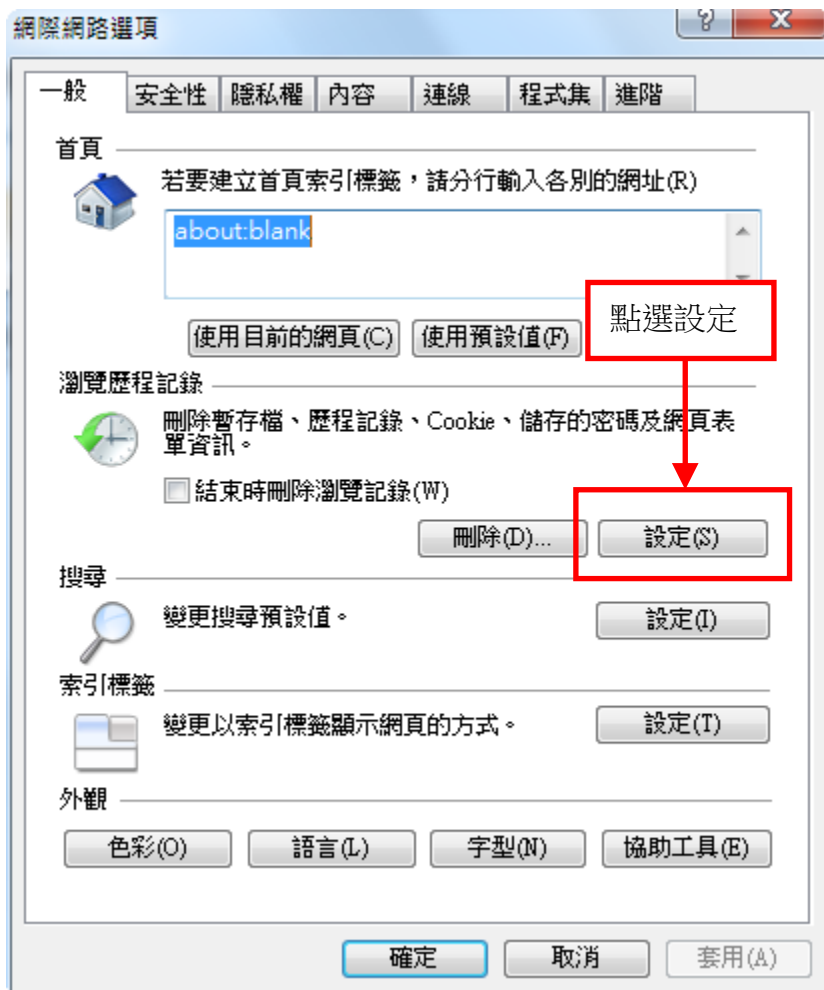 網際網路選項
一般 安全性 隱私權 內容 連線 程式集 進階
首頁
若要建立首頁索引標籤，請分行輸入各別的網址(R)
about:blank
使用目前的網頁(C) 使用預設值(F)
點選設定
瀏覽歷程記錄
刪除暫存檔、歷程記錄、Cookie、儲存的密碼及網頁表
單資訊。
結束時刪除瀏覽記錄(W)
刪除(D)... 設定(S)
搜尋
變更搜尋預設值。 設定(I)
索引標籤
變更以索引標籤顯示網頁的方式。 設定(T)
外觀
色彩(O) 語言(L) 字型(N) 協助工具(E)
確定 取消 套用(A)